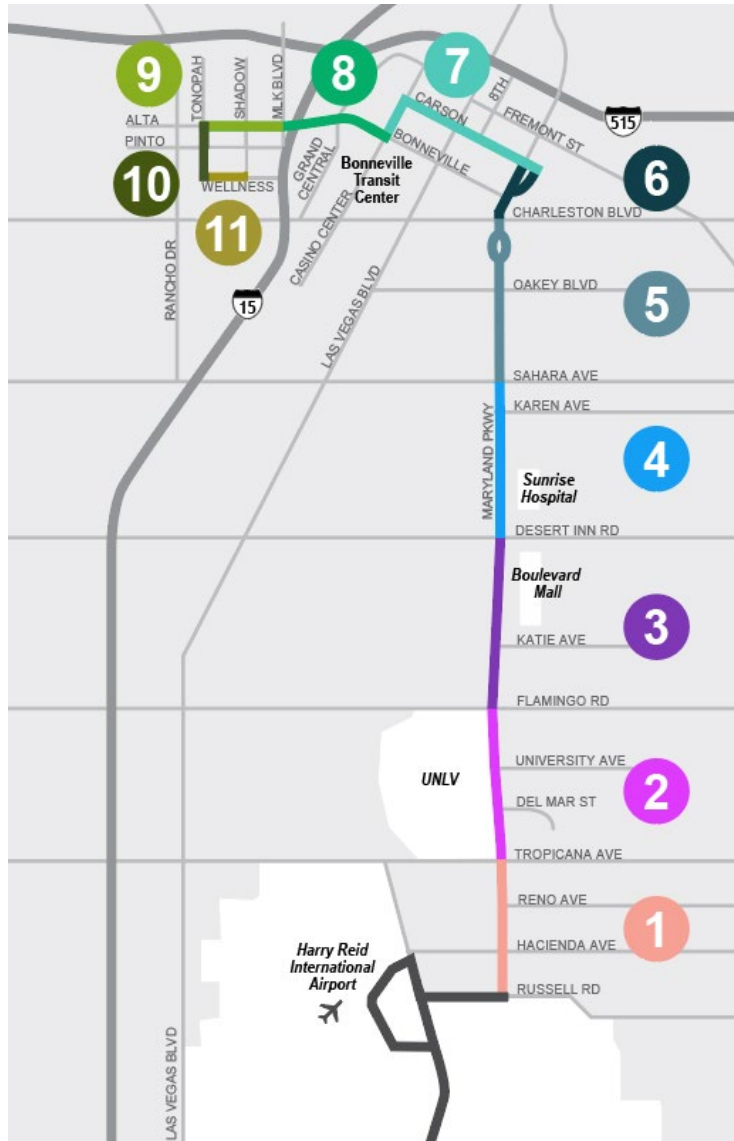 9
8
7
TONOPAH
SHADOW
MLK BLVD
8TH
ALTA
CARSON
FREMONT ST
515
PINTO
BONNEVILLE
GRAND
CENTRAL
Bonneville
Transit
Center
10
WELLNESS
6
11
CHARLESTON BLVD
CASINO CENTER
RANCHO DR
15
OAKEY BLVD
5
LAS VEGAS BLVD
SAHARA AVE
KAREN AVE
MARYLAND PKWY
4
Sunrise
Hospital
DESERT INN RD
Boulevard
Mall
3
KATIE AVE
FLAMINGO RD
UNIVERSITY AVE
UNLV
2
DEL MAR ST
TROPICANA AVE
RENO AVE
1
HACIENDA AVE
Harry Reid
International
Airport
RUSSELL RD
LAS VEGAS BLVD